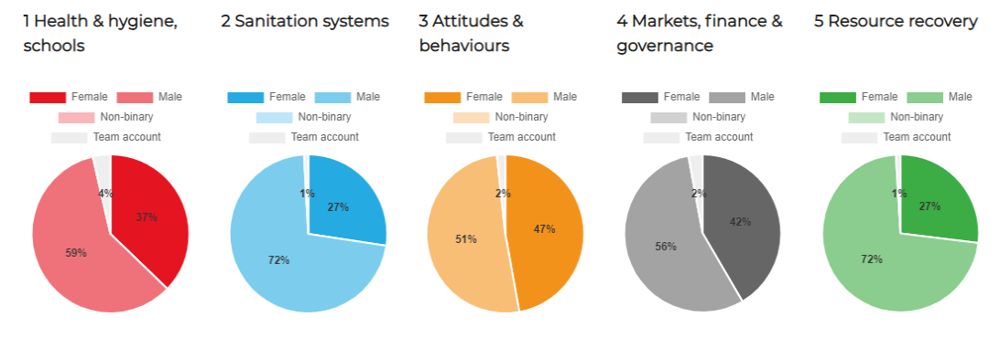 1 Health & hygiene,
schools
Female Male
Non-binary
Team account
4%
37%
59%
2 Sanitation systems
Female Male
Non-binary
Team account
1%
27%
72%
3 Attitudes &
behaviours
Female Male
Non-binary
Team account
2%
47%
51%
4 Markets, finance &
governance
Female Male
Non-binary
Team account
2%
42%
56%
5 Resource recovery
Female Male
Non-binary
Team account
1%
27%
72%